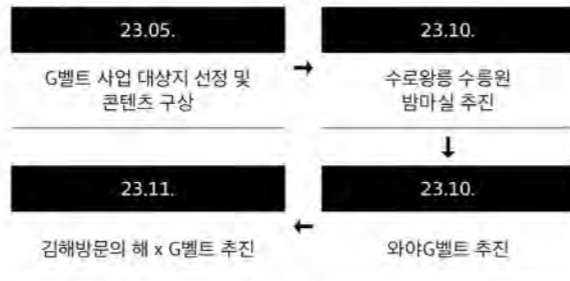 23.05.
G벨트 사업 대상지 선정 및
콘텐츠 구상
→
23.10.
수로왕릉 수릉원
밤마실 추진
↓
23.10.
와야G벨트 추진
←
23.11.
김해방문의 해 x G벨트 추진